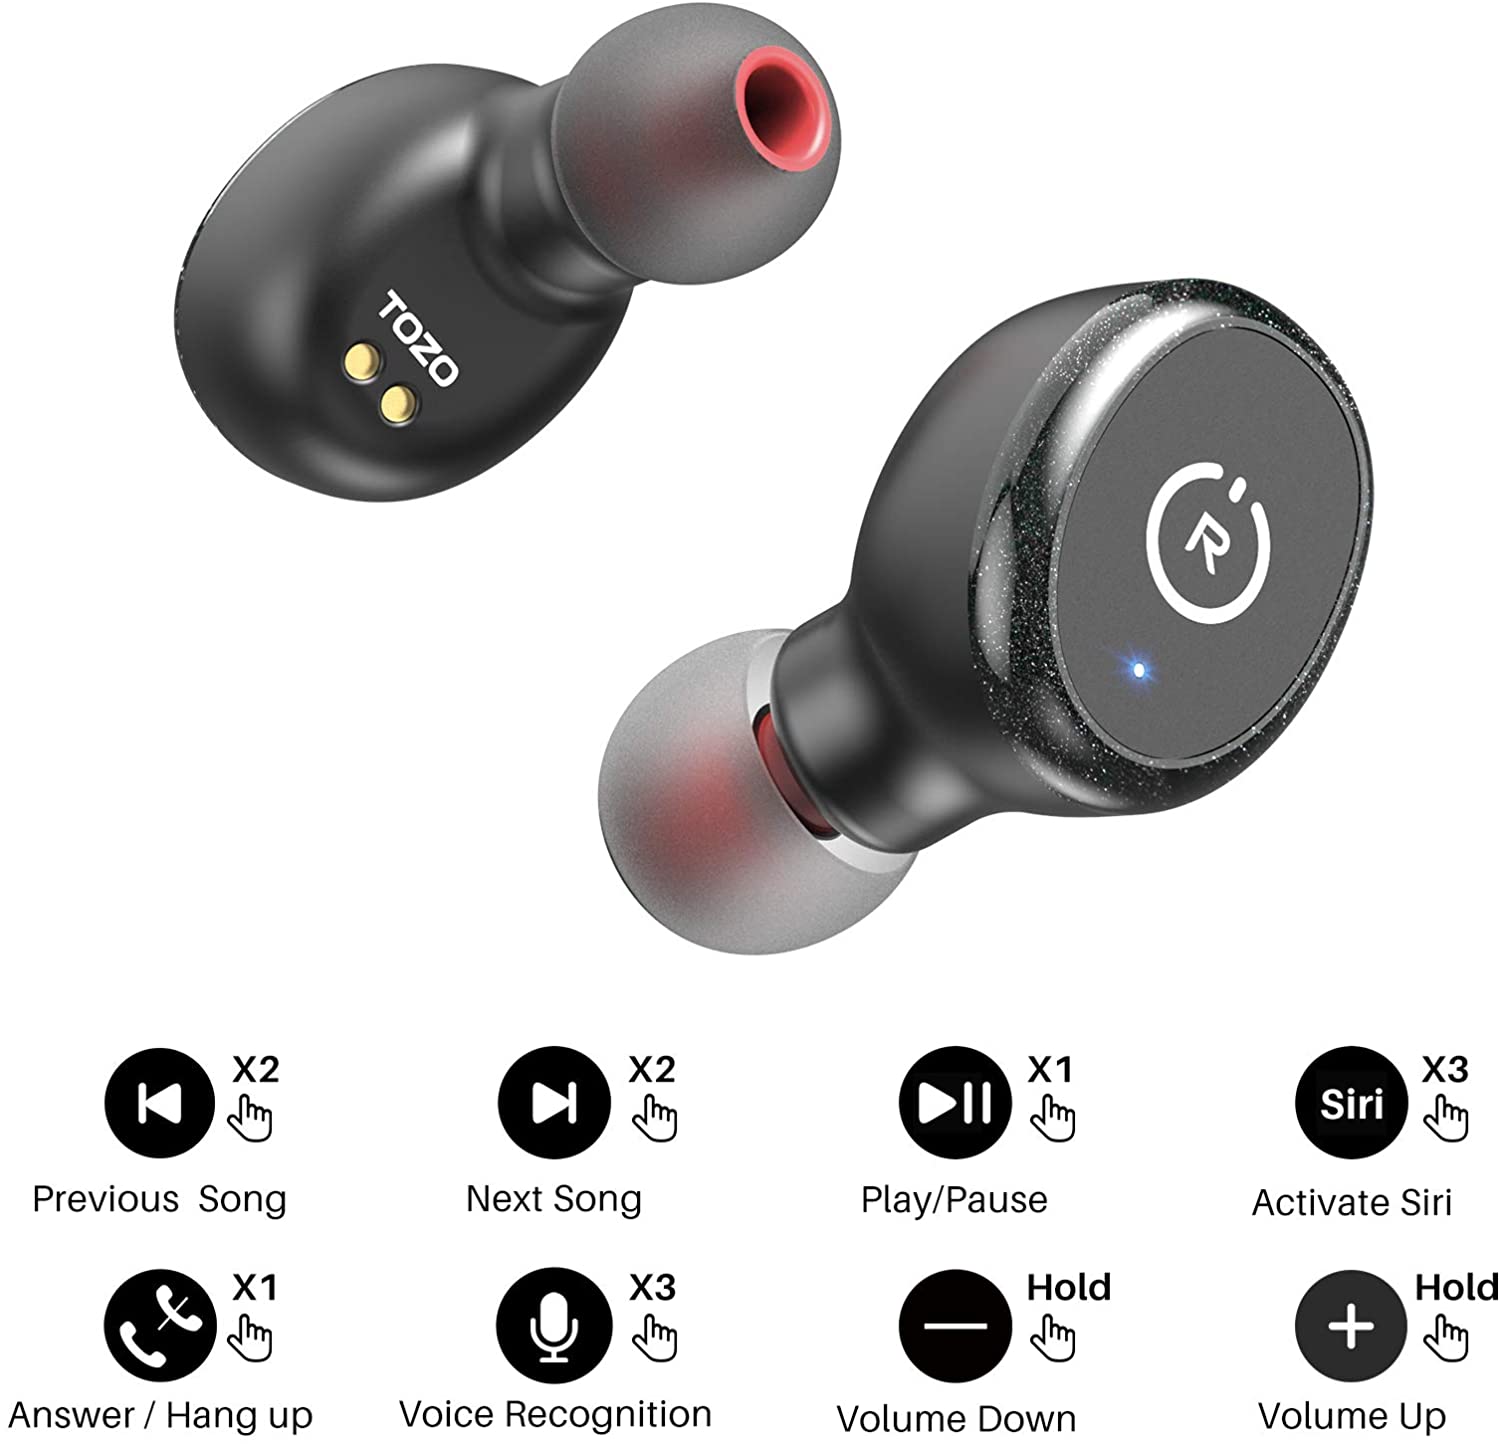 TOZO
R
X2
X2
X1
Siri
X3
Previous Song
Next Song
Play/Pause
Activate Siri
X1
X3
Hold
Hold
Answer / Hang up
Voice Recognition
Volume Down
Volume Up